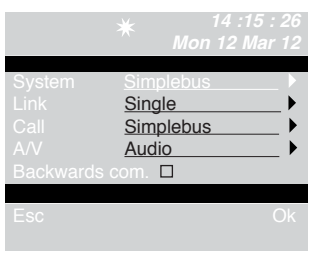 14 :15 : 26
Mon 12 Mar 12
System Simplebus
Link Single
Call Simplebus
A/V Audio
Backwards com.
Esc Ok